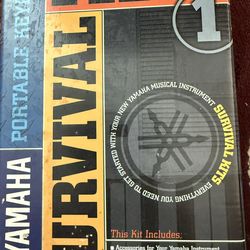 YAMAHA
PORTABLE
SURVIVAL
1
EVERYTHING YOU NEED TO GET STARTED WITH YOUR NEW YAMAHA MUSICAL INSTRUMENT
SURVIVAL KITS
This Kit Includes:
■ Accessories for Your Yamaha Instrument